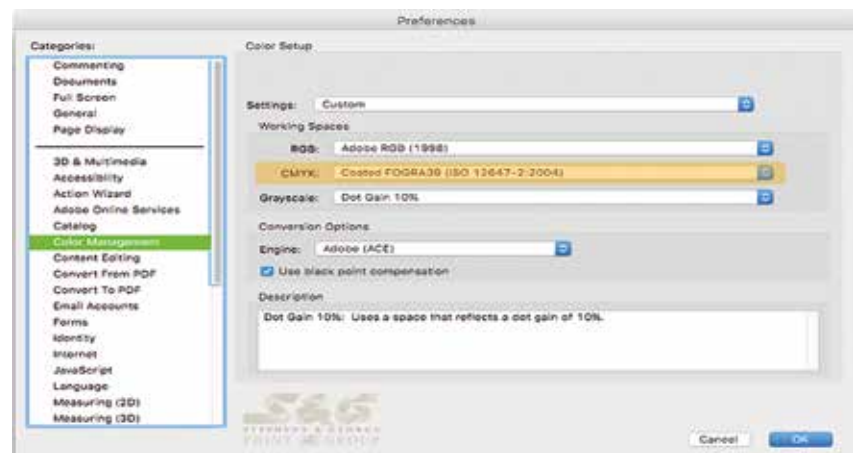 Preferences
Categories:
Commenting
Documents
Full Screen
General
Page Display
3D & Multimedia
Accessibility
Action Wizard
Adobe Online Services
Catalog
Color Management
Content Editing
Convert From PDF
Convert To PDF
Email Accounts
Forms
Identity
Internet
JavaScript
Language
Measuring (2D)
Measuring (3D)
Color Setup
Settings: Custom
Working Spaces
RGB: Adobe RGB (1998)
CMYK: Coated FOGRA39 (ISO 12647-2:2004)
Grayscale: Dot Gain 10%
Conversion Options
Engine: Adobe (ACE)
Use black point compensation
Description
Dot Gain 10%: Uses a space that reflects a dot gain of 10%.
S&G
STEPHENS & GEORGE
PRINT GROUP
Cancel OK